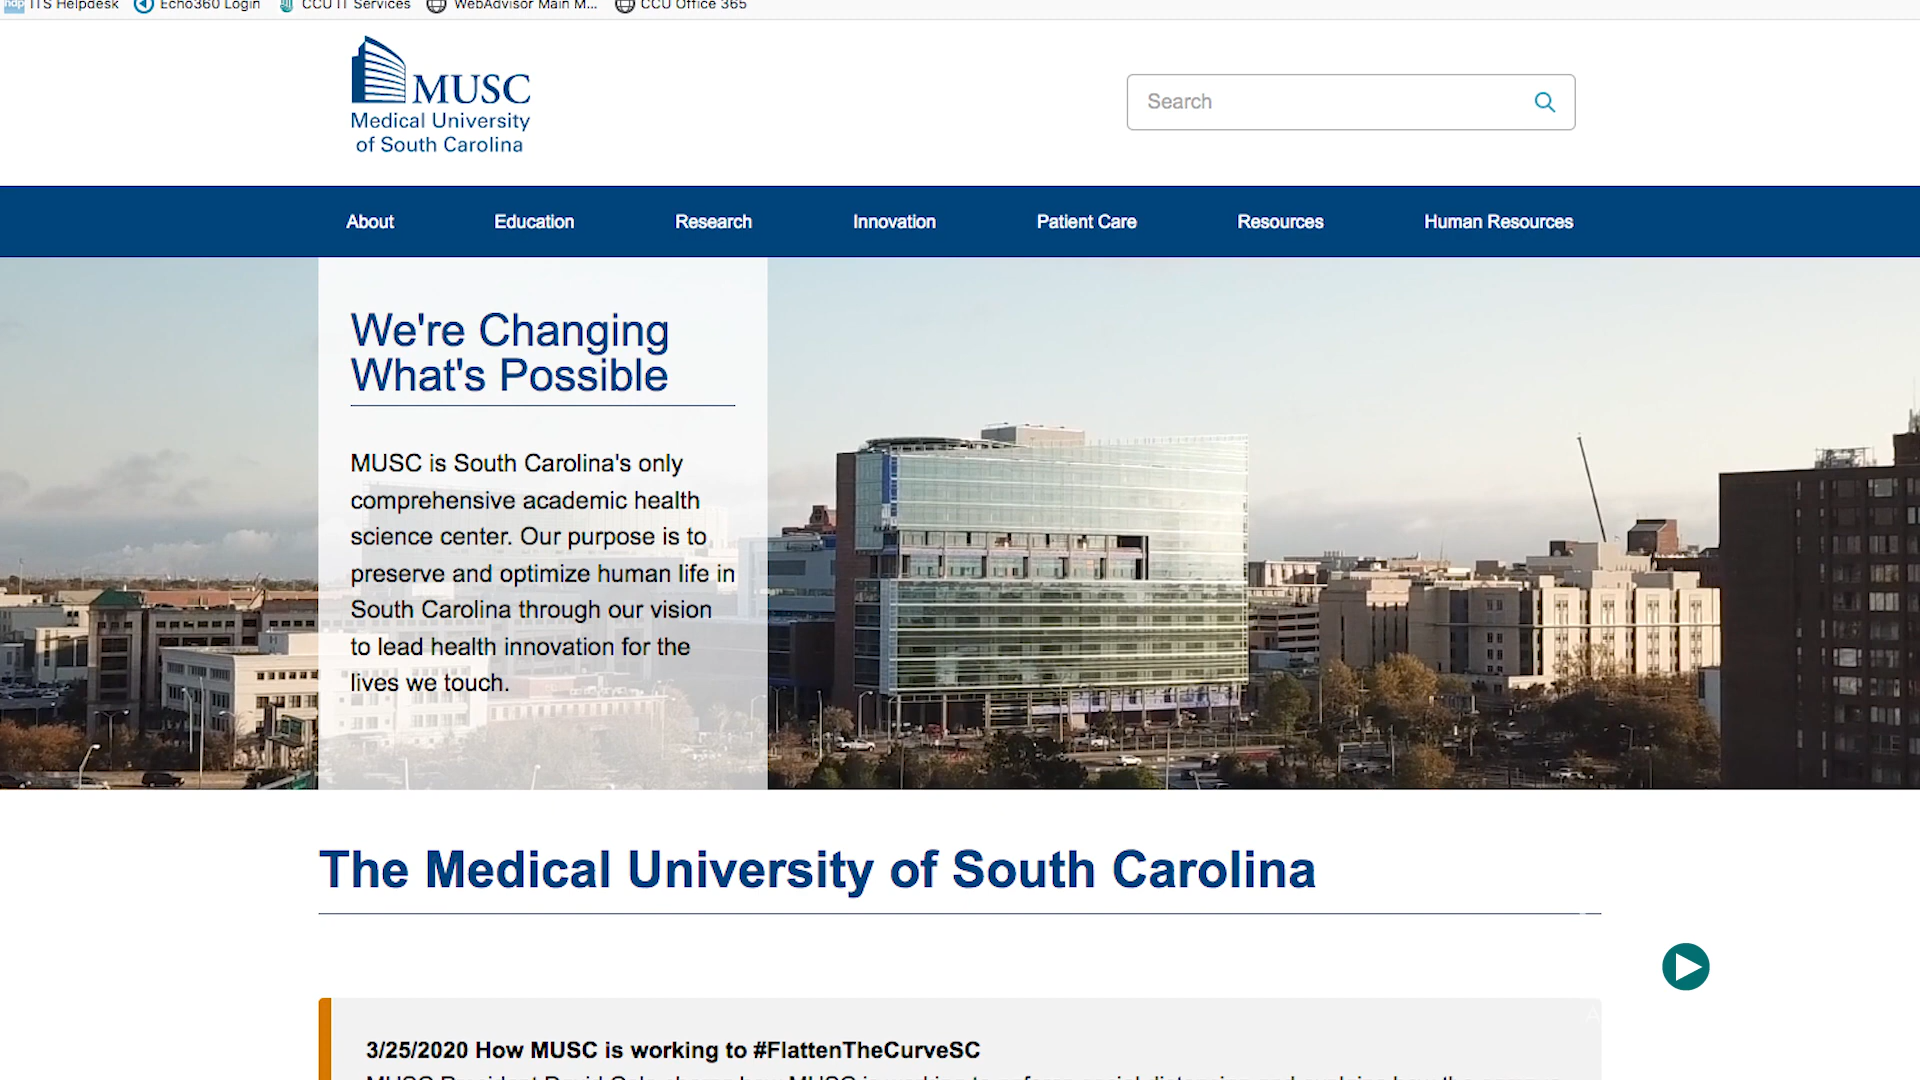 ITS Helpdesk Echo360 Login CCU IT Services WebAdvisor Main M... CCU Office 365
MUSC
Medical University
of South Carolina
Search
About Education Research Innovation Patient Care Resources Human Resources
We're Changing
What's Possible
MUSC is South Carolina's only
comprehensive academic health
science center. Our purpose is to
preserve and optimize human life in
South Carolina through our vision
to lead health innovation for the
lives we touch.
The Medical University of South Carolina
3/25/2020 How MUSC is working to #FlattenTheCurveSC